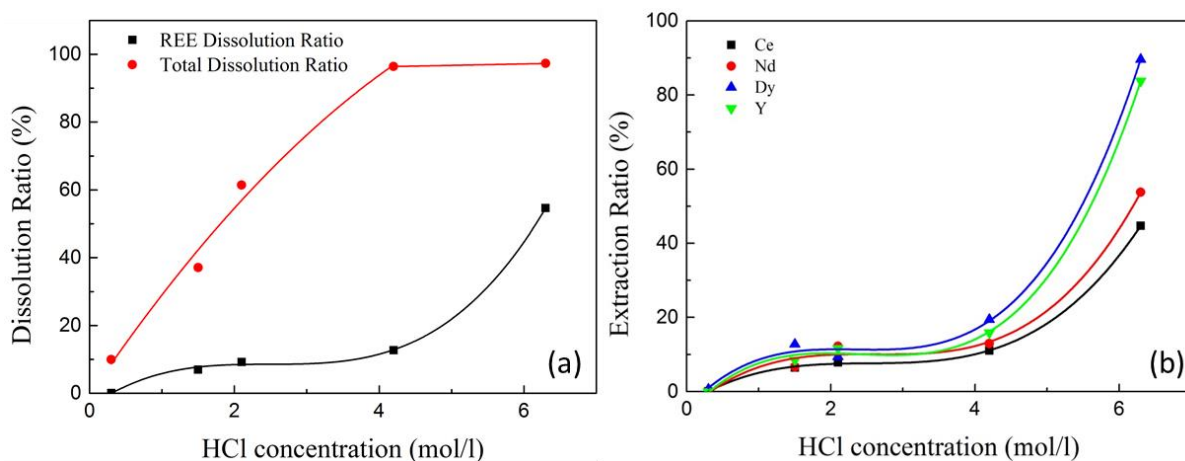 100
80
60
40
20
0
0
2
4
6
Dissolution Ratio (%)
HCl concentration (mol/l)
REE Dissolution Ratio
Total Dissolution Ratio
(a)
100
80
60
40
20
0
0
2
4
6
Extraction Ratio (%)
HCl concentration (mol/l)
Ce
Nd
Dy
Y
(b)